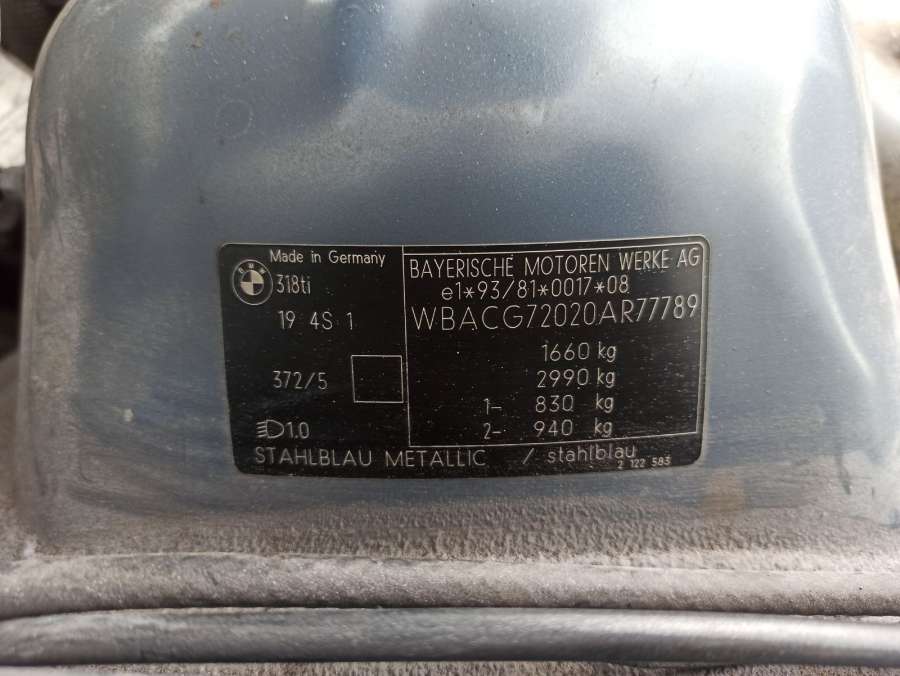 Made in Germany
BMW
318ti
19 4S 1
372/5
1.0
BAYERISCHE MOTOREN WERKE AG
e1*93/81*0017*08
WBACG72020AR77789
1660 kg
2990 kg
1- 830 kg
2- 940 kg
STAHLBLAU METALLIC / stahlblau
2 122 583